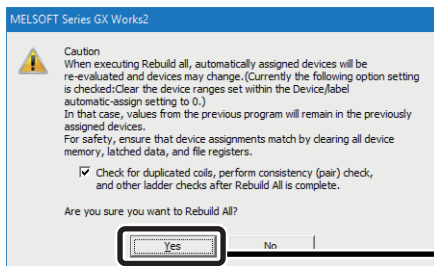 MELSOFT Series GX Works2
Caution
When executing Rebuild all, automatically assigned devices will be
re-evaluated and devices may change.(Currently the following option setting
is checked:Clear the device ranges set within the Device/label
automatic-assign setting to 0.)
In that case, values from the previous program will remain in the previously
assigned devices.
For safety, ensure that device assignments match by clearing all device
memory, latched data, and file registers.
Check for duplicated coils, perform consistency (pair) check,
and other ladder checks after Rebuild All is complete.
Are you sure you want to Rebuild All?
Yes No